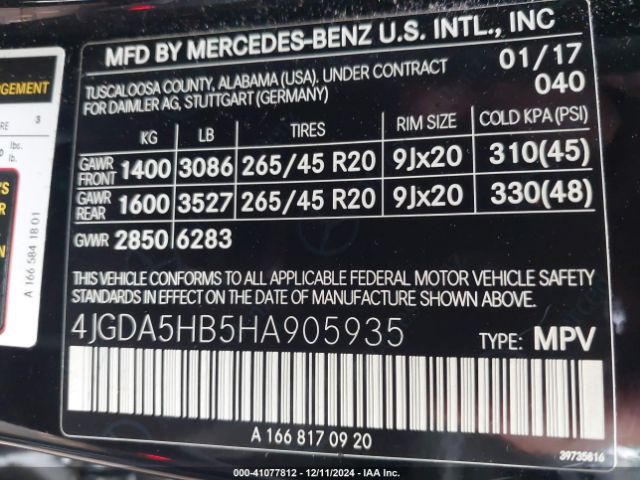 MFD BY MERCEDES-BENZ U.S. INTL., INC
TUSCALOOSA COUNTY, ALABAMA (USA). UNDER CONTRACT 01/17
FOR DAIMLER AG, STUTTGART (GERMANY) 040
KG LB TIRES RIM SIZE COLD KPA (PSI)
GAWR FRONT 1400 3086 265/45 R20 9Jx20 310(45)
GAWR REAR 1600 3527 265/45 R20 9Jx20 330(48)
GVWR 2850 6283
THIS VEHICLE CONFORMS TO ALL APPLICABLE FEDERAL MOTOR VEHICLE SAFETY
STANDARDS IN EFFECT ON THE DATE OF MANUFACTURE SHOWN ABOVE.
4JGDA5HB5HA905935 TYPE: MPV
A 166 817 09 20
39735816
A 166 584 18 01
3
lbs.
lb.
000-41077812 - 12/11/2024 - IAA Inc.